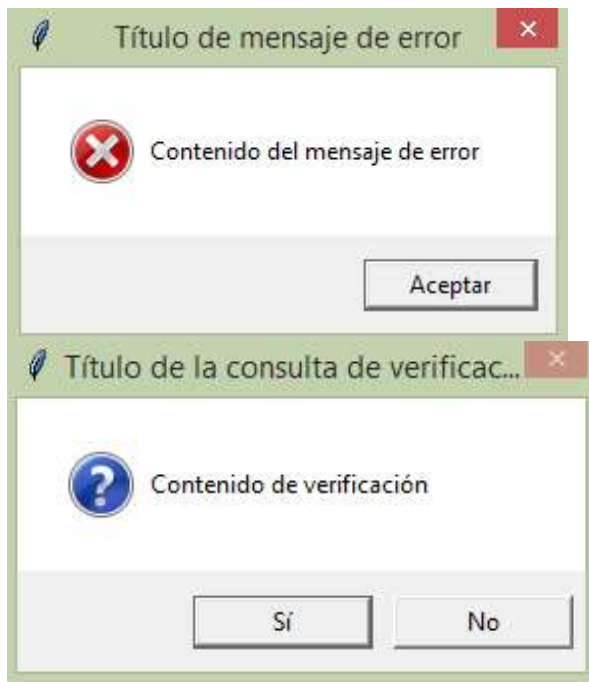 Título de mensaje de error
Contenido del mensaje de error
Aceptar
Título de la consulta de verificac...
Contenido de verificación
Sí No